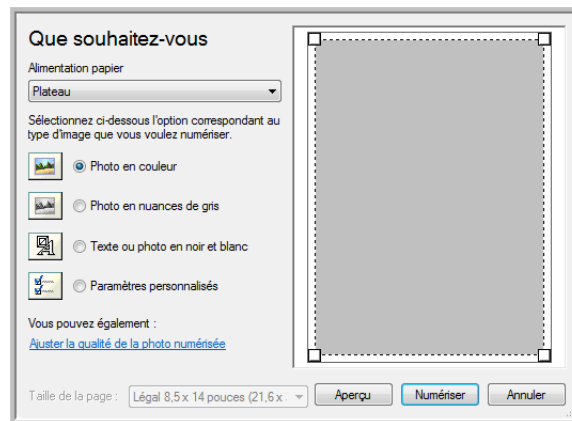 Que souhaitez-vous
Alimentation papier
Plateau
Sélectionnez ci-dessous l'option correspondant au
type d'image que vous voulez numériser.
Photo en couleur
Photo en nuances de gris
Texte ou photo en noir et blanc
Paramètres personnalisés
Vous pouvez également :
Ajuster la qualité de la photo numérisée
Taille de la page : Légal 8,5 x 14 pouces (21,6 x Aperçu Numériser Annuler